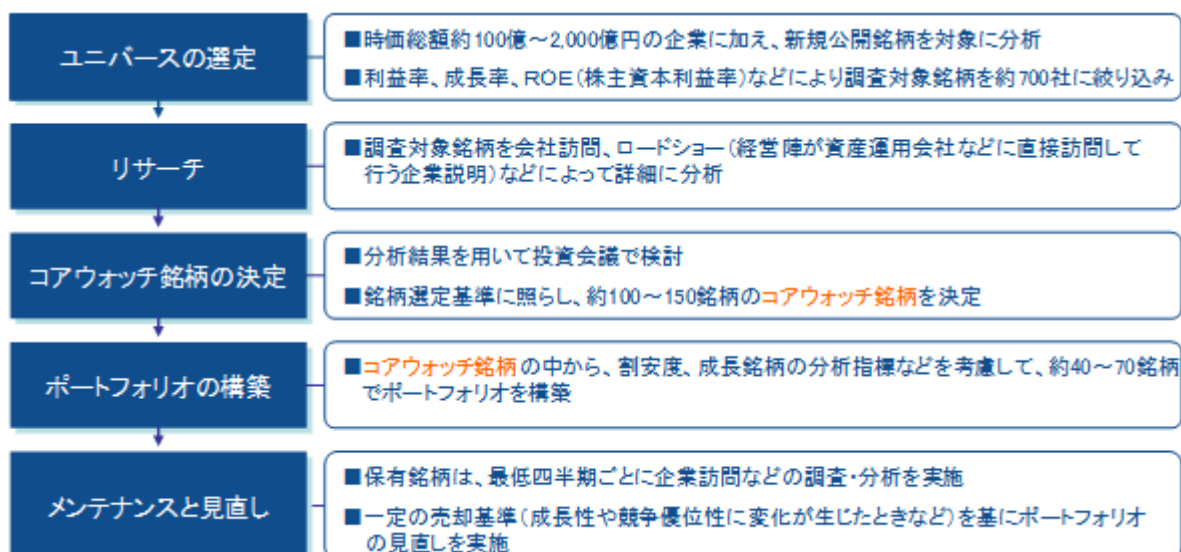 ユニバースの選定
■時価総額約100億～2,000億円の企業に加え、新規公開銘柄を対象に分析
■利益率、成長率、ROE(株主資本利益率)などにより調査対象銘柄を約700社に絞り込み
リサーチ
■調査対象銘柄を会社訪問、ロードショー(経営陣が資産運用会社などに直接訪問して
行う企業説明)などによって詳細に分析
コアウォッチ銘柄の決定
■分析結果を用いて投資会議で検討
■銘柄選定基準に照らし、約100～150銘柄のコアウォッチ銘柄を決定
ポートフォリオの構築
■コアウォッチ銘柄の中から、割安度、成長銘柄の分析指標などを考慮して、約40～70銘柄
でポートフォリオを構築
メンテナンスと見直し
■保有銘柄は、最低四半期ごとに企業訪問などの調査・分析を実施
■一定の売却基準(成長性や競争優位性に変化が生じたときなど)を基にポートフォリオ
の見直しを実施